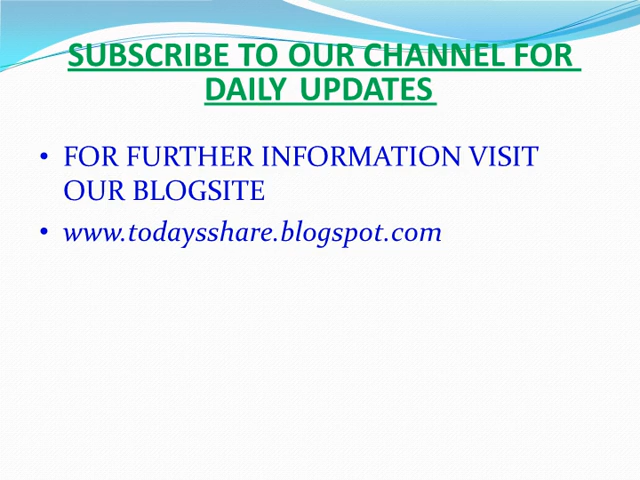 SUBSCRIBE TO OUR CHANNEL FOR
DAILY UPDATES
• FOR FURTHER INFORMATION VISIT
OUR BLOGSITE
• www.todaysshare.blogspot.com